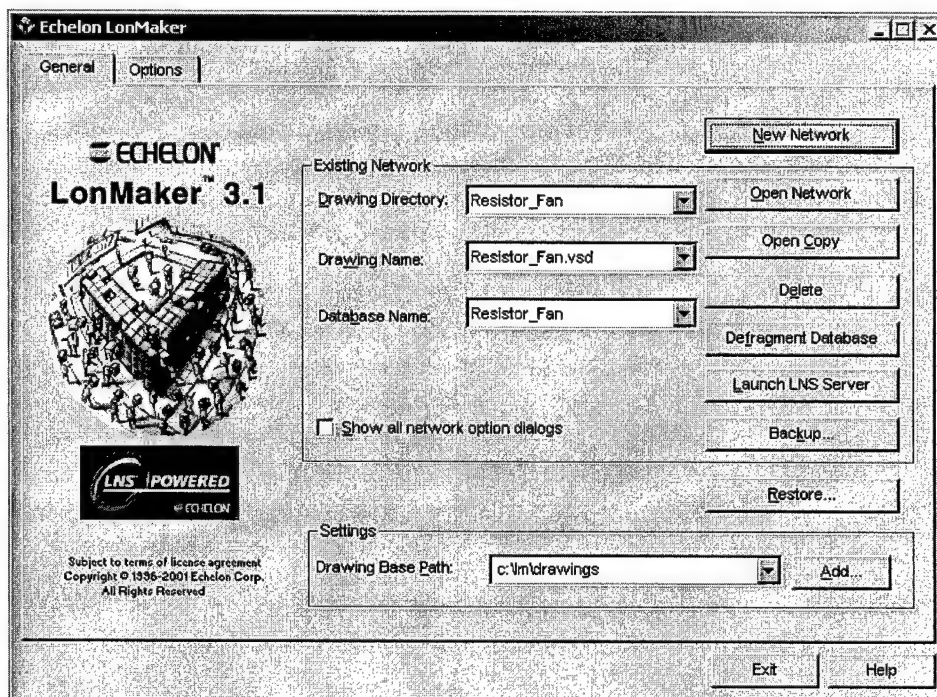 Echelon LonMaker
General
Options
ECHELON
LonMaker™ 3.1
LNS POWERED
ECHELON
Subject to terms of license agreement
Copyright © 1996-2001 Echelon Corp.
All Rights Reserved
New Network
Existing Network
Drawing Directory: Resistor_Fan
Open Network
Drawing Name: Resistor_Fan.vsd
Open Copy
Delete
Database Name: Resistor_Fan
Defragment Database
Launch LNS Server
Show all network option dialogs
Backup...
Restore...
Settings
Drawing Base Path: c:\lm\drawings
Add...
Exit
Help